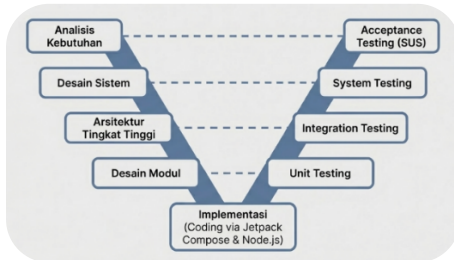 Analisis
Kebutuhan
Acceptance
Testing (SUS)
Desain Sistem
System Testing
Arsitektur
Tingkat Tinggi
Integration Testing
Desain Modul
Unit Testing
Implementasi
(Coding via Jetpack
Compose & Node.js)